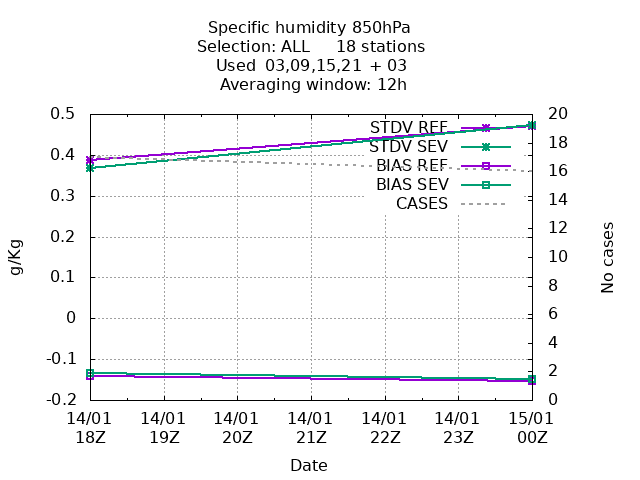 Specific humidity 850hPa
Selection: ALL 18 stations
Used 03,09,15,21 + 03
Averaging window: 12h
STDV REF
STDV SEV
BIAS REF
BIAS SEV
CASES
g/Kg
0.5
0.4
0.3
0.2
0.1
0
-0.1
-0.2
No cases
20
18
16
14
12
10
8
6
4
2
0
14/01 14/01 14/01 14/01 14/01 14/01 15/01
18Z 19Z 20Z 21Z 22Z 23Z 00Z
Date